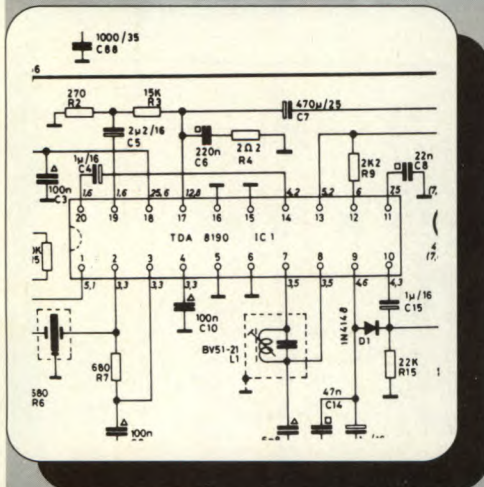 1000/35
C88
270
R2
15K
R3
2µ2/16
C5
220n
C6
2Ω2
R4
470µ/25
C7
1µ/16
C4
100n
C3
2K2
R9
22n
C8
1,6
1,6
25,6
12,8
4,2
5,2
6
20
19
18
17
16
15
14
13
12
11
TDA 8190
IC1
1
2
3
4
5
6
7
8
9
10
5,1
3,3
3,3
3,3
3,5
3,5
4,6
4,3
680
R7
R6
100n
C10
BV51-21
L1
1N4148
D1
1µ/16
C15
22K
R15
47n
C14
100n